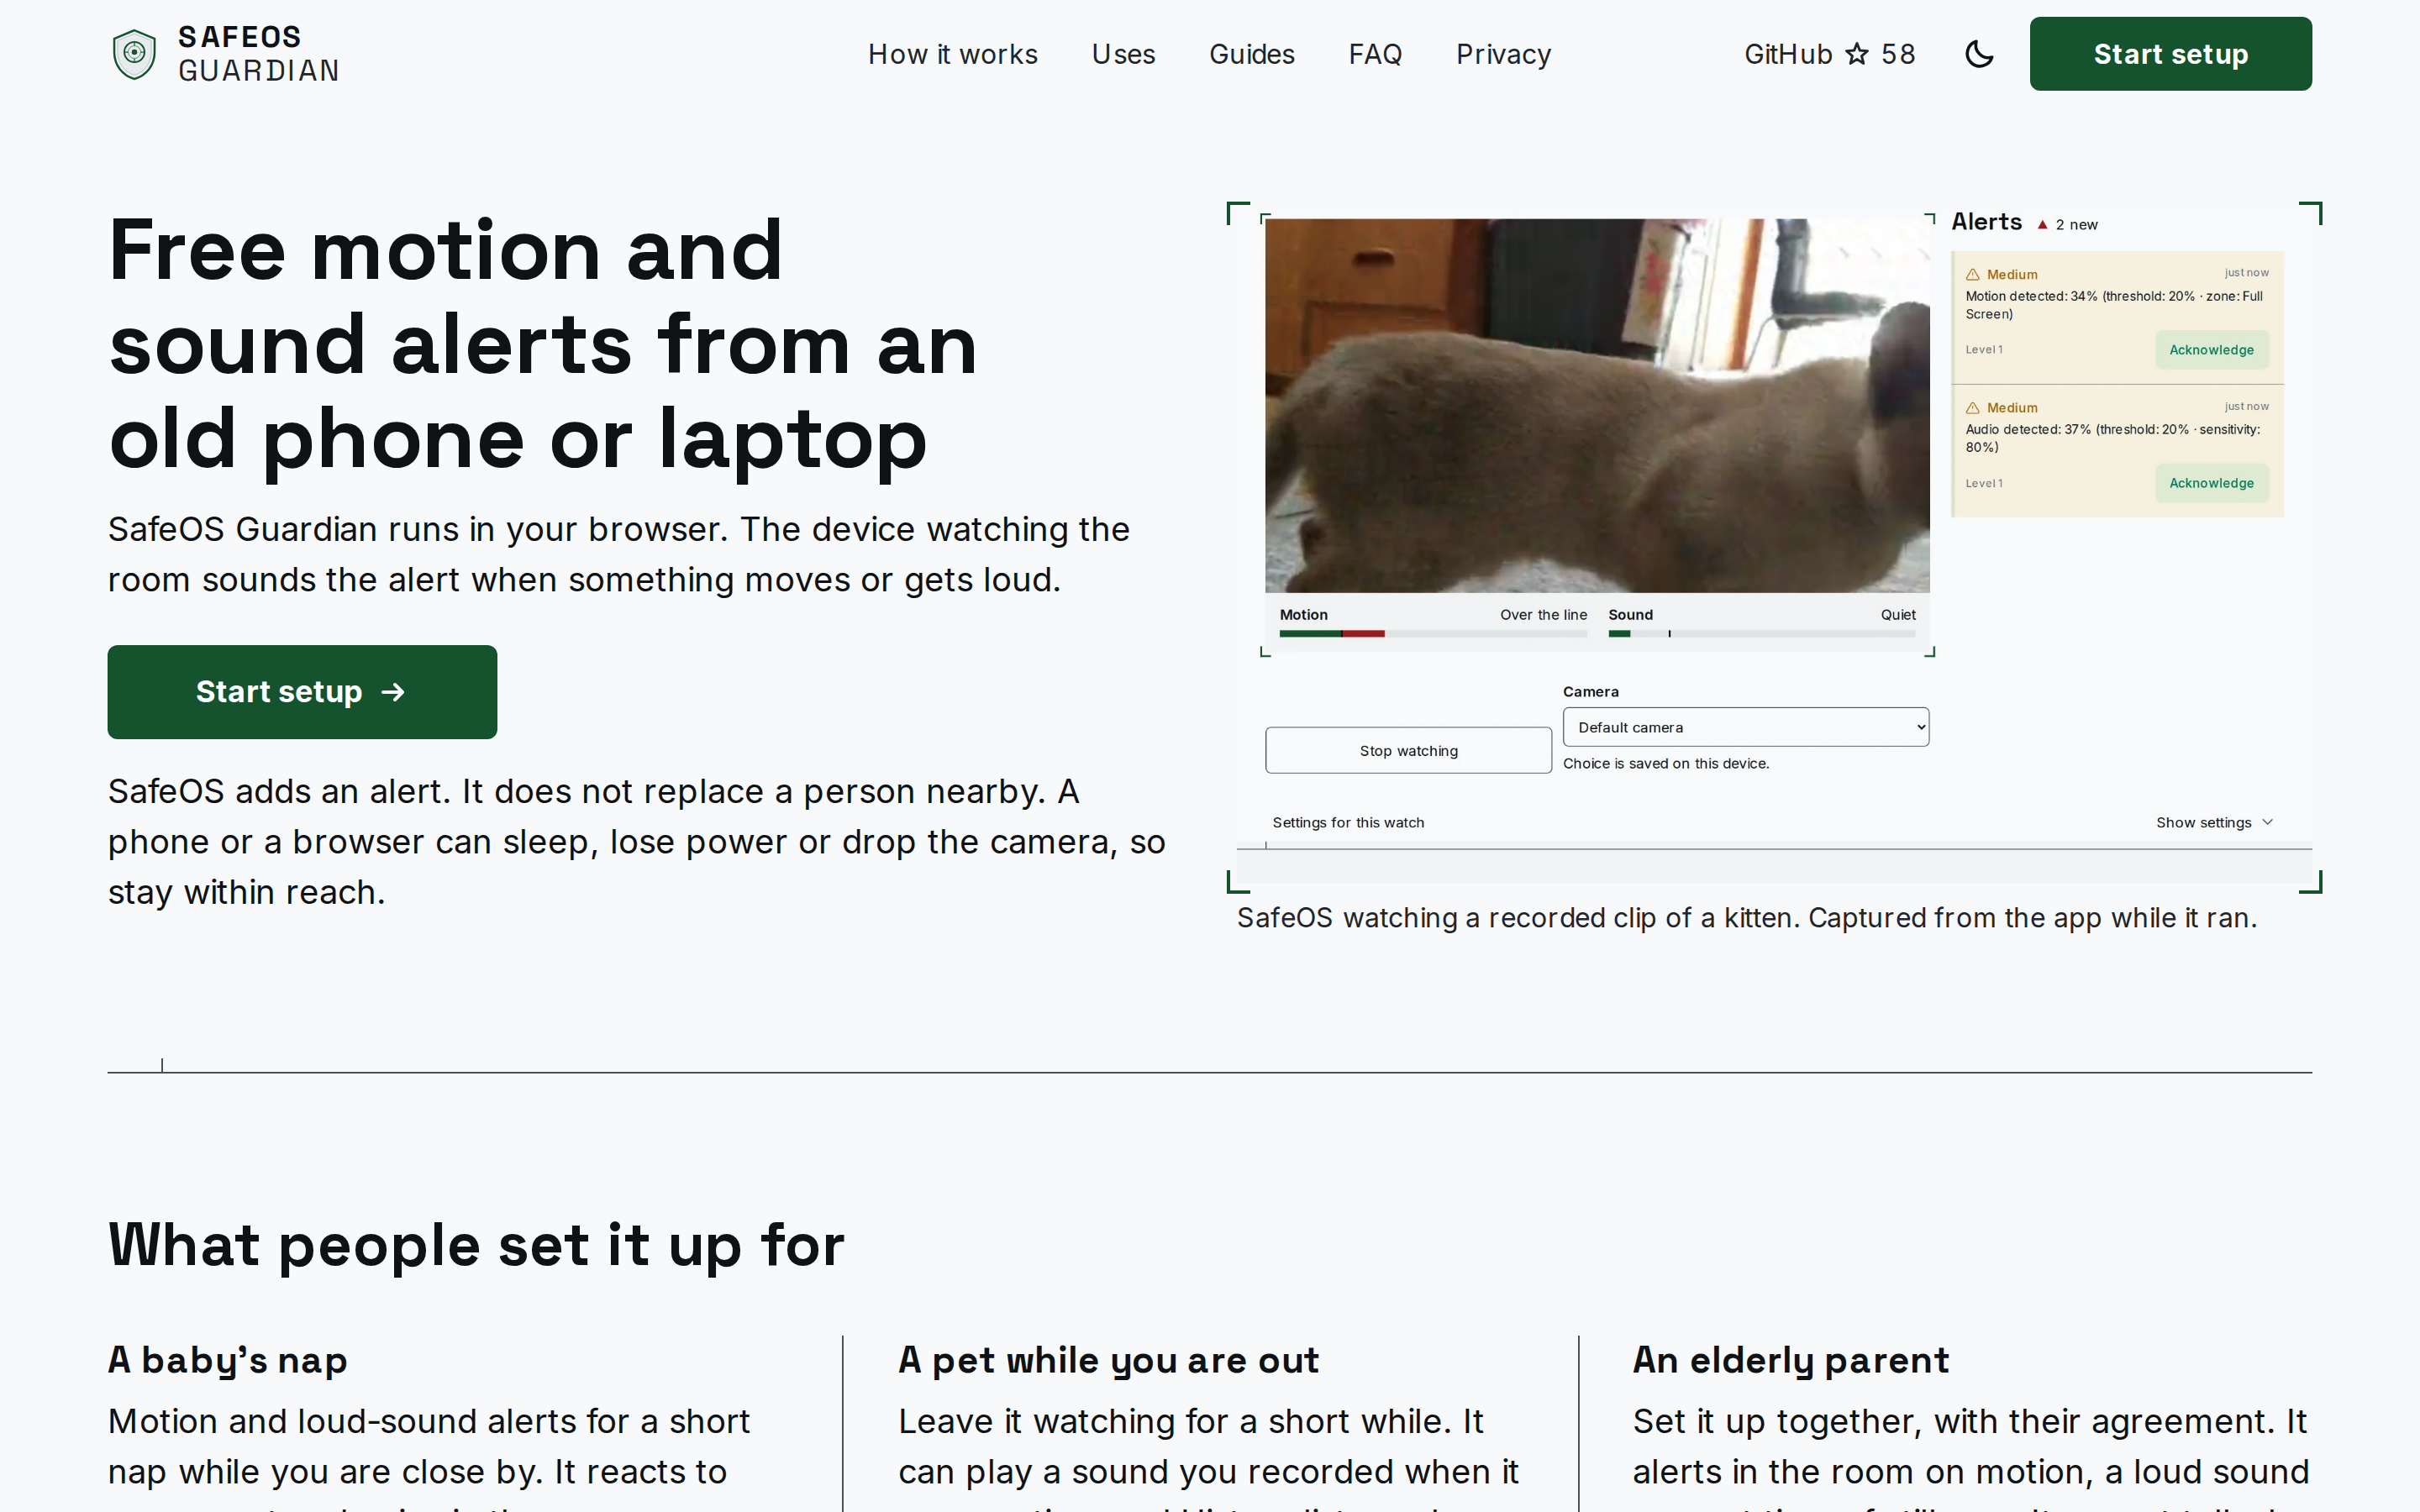 SAFEOS
GUARDIAN
How it works
Uses
Guides
FAQ
Privacy
GitHub ☆ 58
Start setup
Free motion and
sound alerts from an
old phone or laptop
SafeOS Guardian runs in your browser. The device watching the
room sounds the alert when something moves or gets loud.
Start setup →
SafeOS adds an alert. It does not replace a person nearby. A
phone or a browser can sleep, lose power or drop the camera, so
stay within reach.
Alerts ▲ 2 new
Medium
just now
Motion detected: 34% (threshold: 20% · zone: Full
Screen)
Level 1
Acknowledge
Medium
just now
Audio detected: 37% (threshold: 20% · sensitivity:
80%)
Level 1
Acknowledge
Motion
Over the line
Sound
Quiet
Stop watching
Camera
Default camera
Choice is saved on this device.
Settings for this watch
Show settings
SafeOS watching a recorded clip of a kitten. Captured from the app while it ran.
What people set it up for
A baby's nap
Motion and loud-sound alerts for a short
nap while you are close by. It reacts to
A pet while you are out
Leave it watching for a short while. It
can play a sound you recorded when it
An elderly parent
Set it up together, with their agreement. It
alerts in the room on motion, a loud sound